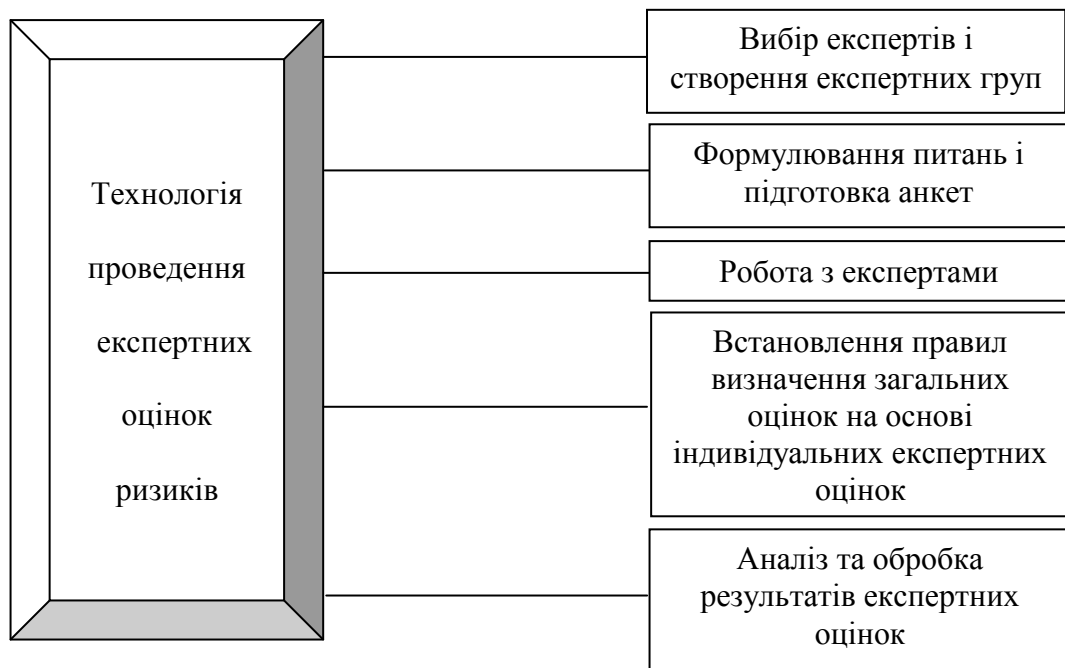 Технологія
проведення
експертних
оцінок
ризиків
Вибір експертів і
створення експертних груп
Формулювання питань і
підготовка анкет
Робота з експертами
Встановлення правил
визначення загальних
оцінок на основі
індивідуальних експертних
оцінок
Аналіз та обробка
результатів експертних
оцінок